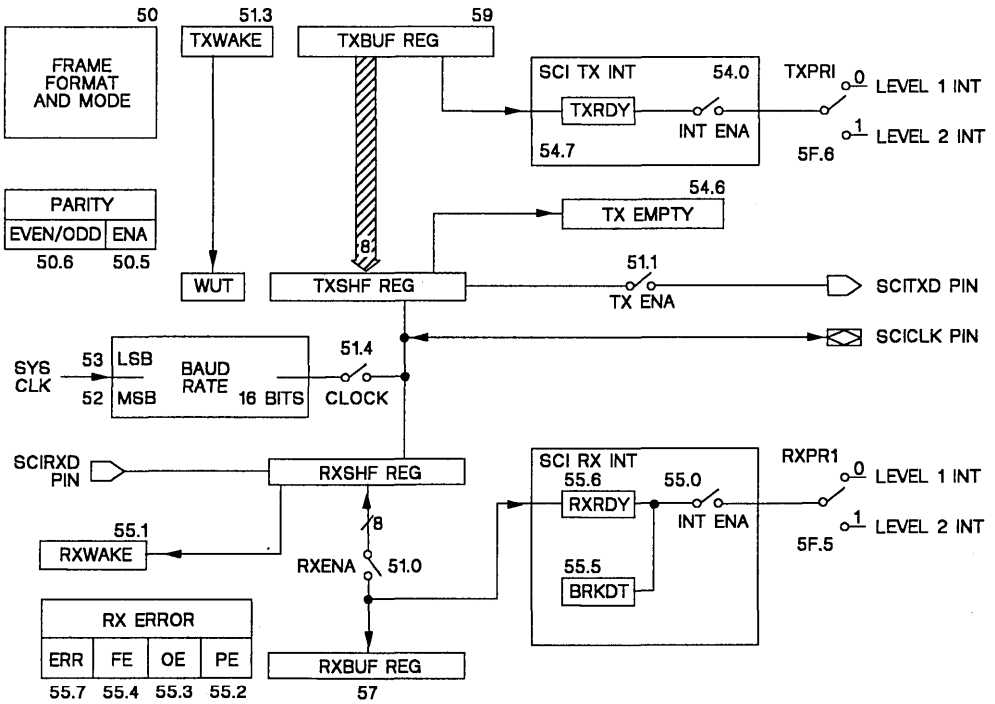 50
FRAME
FORMAT
AND MODE
51.3
TXWAKE
59
TXBUF REG
SCI TX INT
54.0
TXRDY
INT ENA
54.7
TXPRI
0 LEVEL 1 INT
1 LEVEL 2 INT
5F.6
PARITY
EVEN/ODD ENA
50.6 50.5
8
54.6
TX EMPTY
WUT
TXSHF REG
51.1
TX ENA
SCITXD PIN
SCICLK PIN
SYS
CLK
53 LSB
52 MSB
BAUD
RATE
16 BITS
51.4
CLOCK
SCIRXD
PIN
RXSHF REG
SCI RX INT
55.6
RXRDY
55.0
INT ENA
55.5
BRKDT
RXPR1
0 LEVEL 1 INT
1 LEVEL 2 INT
5F.5
55.1
RXWAKE
8
RXENA
51.0
RX ERROR
ERR FE OE PE
55.7 55.4 55.3 55.2
RXBUF REG
57